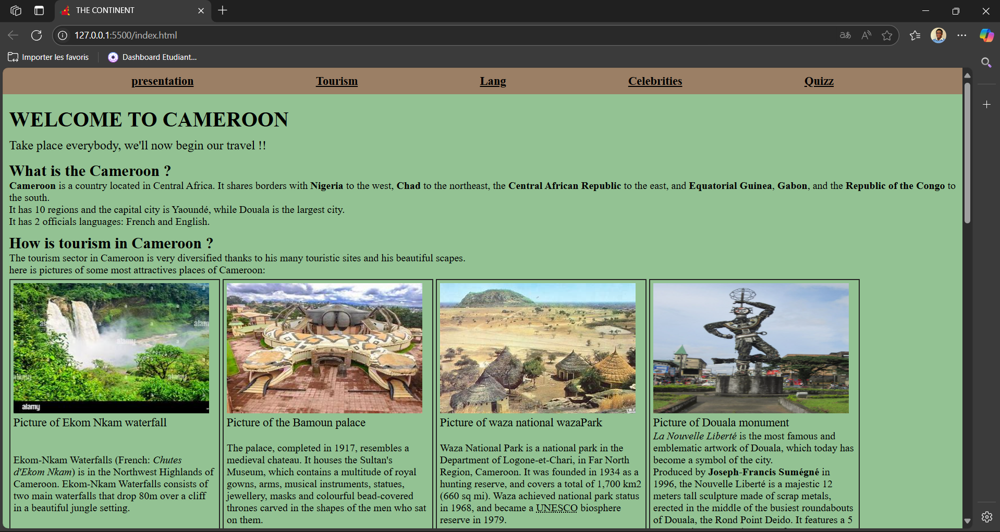 THE CONTINENT
127.0.0.1:5500/index.html
Importer les favoris
Dashboard Etudiant...
presentation
Tourism
Lang
Celebrities
Quizz
WELCOME TO CAMEROON
Take place everybody, we'll now begin our travel !!
What is the Cameroon ?
Cameroon is a country located in Central Africa. It shares borders with Nigeria to the west, Chad to the northeast, the Central African Republic to the east, and Equatorial Guinea, Gabon, and the Republic of the Congo to
the south.
It has 10 regions and the capital city is Yaoundé, while Douala is the largest city.
It has 2 officials languages: French and English.
How is tourism in Cameroon ?
The tourism sector in Cameroon is very diversified thanks to his many touristic sites and his beautiful scapes.
here is pictures of some most attractives places of Cameroon:
alamy
Picture of Ekom Nkam waterfall
Ekom-Nkam Waterfalls (French: Chutes
d'Ekom Nkam) is in the Northwest Highlands of
Cameroon. Ekom-Nkam Waterfalls consists of
two main waterfalls that drop 80m over a cliff
in a beautiful jungle setting.
Picture of the Bamoun palace
The palace, completed in 1917, resembles a
medieval chateau. It houses the Sultan's
Museum, which contains a multitude of royal
gowns, arms, musical instruments, statues,
jewellery, masks and colourful bead-covered
thrones carved in the shapes of the men who sat
on them.
Picture of waza national wazaPark
Waza National Park is a national park in the
Department of Logone-et-Chari, in Far North
Region, Cameroon. It was founded in 1934 as a
hunting reserve, and covers a total of 1,700 km2
(660 sq mi). Waza achieved national park status
in 1968, and became a UNESCO biosphere
reserve in 1979.
Picture of Douala monument
La Nouvelle Liberté is the most famous and
emblematic artwork of Douala, which today has
become a symbol of the city.
Produced by Joseph-Francis Sumégné in
1996, the Nouvelle Liberté is a majestic 12
meters tall sculpture made of scrap metals,
erected in the middle of the busiest roundabouts
of Douala, the Rond Point Deido. It features a 5